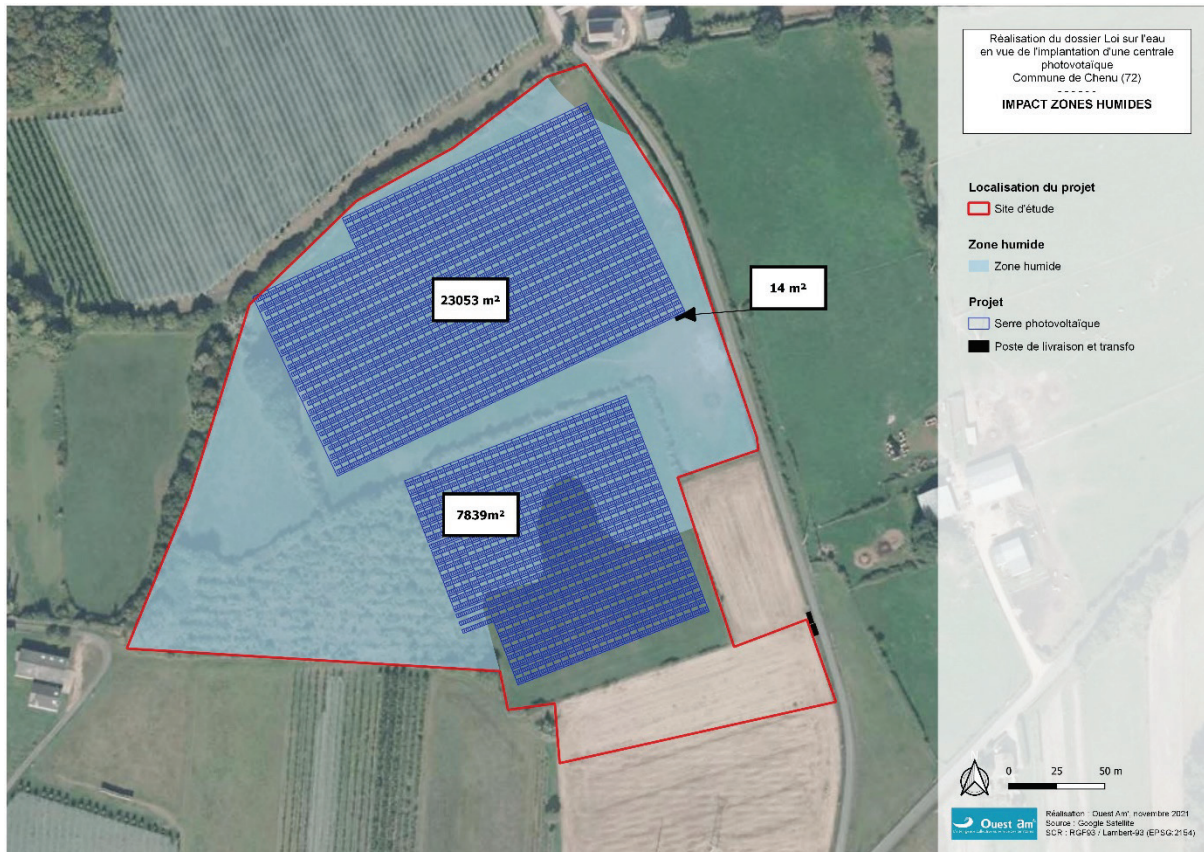 Réalisation du dossier Loi sur l'eau
en vue de l'implantation d'une centrale
photovotaïque
Commune de Chenu (72)
------
IMPACT ZONES HUMIDES
Localisation du projet
Site d'étude
Zone humide
Zone humide
Projet
Serre photovoltaïque
Poste de livraison et transfo
23053 m²
14 m²
7839m²
0 25 50 m
Ouest am'
Réalisation : Ouest Am', novembre 2021
Source : Google Satellite
SCR : RGF93 / Lambert-93 (EPSG:2154)